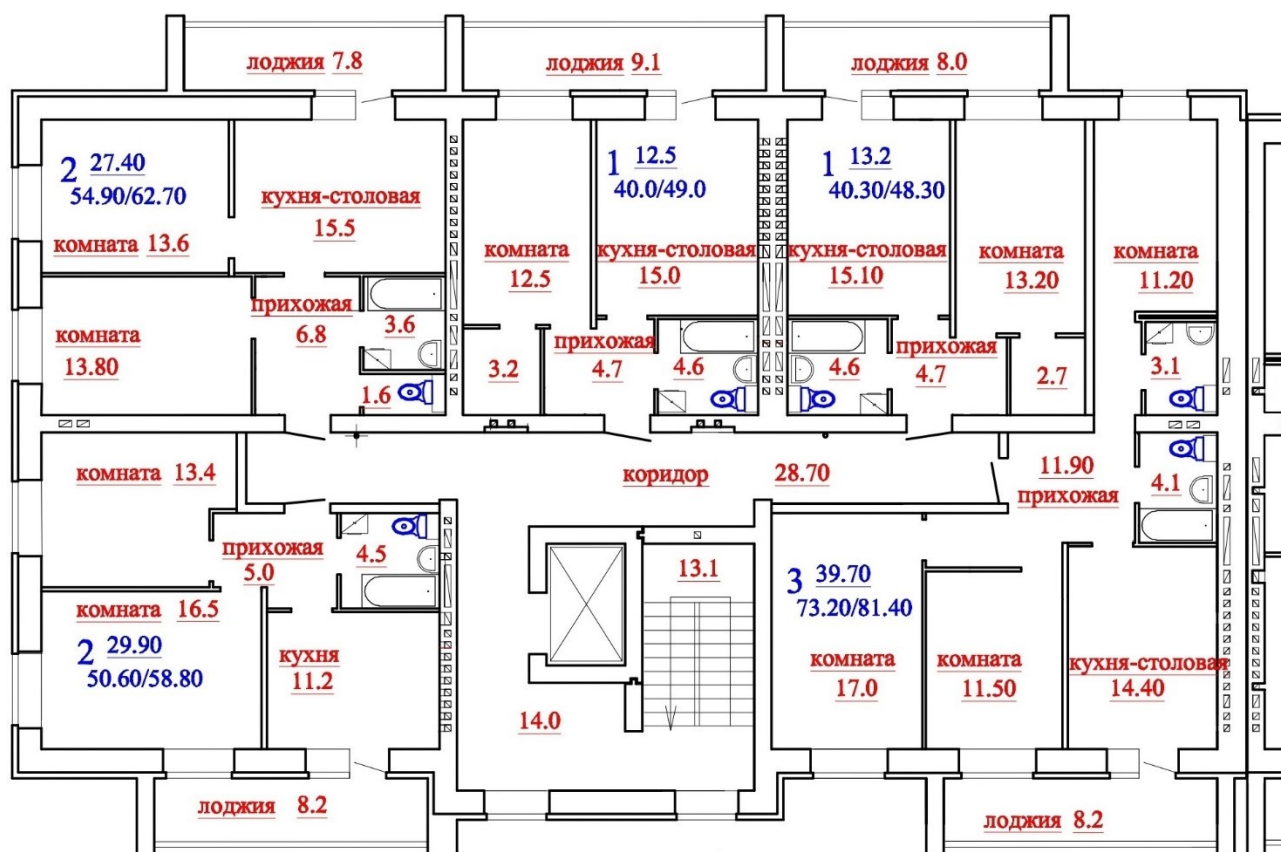 лоджия 7.8
лоджия 9.1
лоджия 8.0
2 27.40
54.90/62.70
комната 13.6
кухня-столовая
15.5
комната
13.80
прихожая
6.8
3.6
1.6
1 12.5
40.0/49.0
комната
12.5
кухня-столовая
15.0
3.2
прихожая
4.7
4.6
1 13.2
40.30/48.30
кухня-столовая
15.10
комната
13.20
4.6
прихожая
4.7
2.7
комната
11.20
3.1
комната 13.4
коридор 28.70
11.90
прихожая
4.1
прихожая
5.0
4.5
комната 16.5
2 29.90
50.60/58.80
кухня
11.2
13.1
14.0
3 39.70
73.20/81.40
комната
17.0
комната
11.50
кухня-столовая
14.40
лоджия 8.2
лоджия 8.2